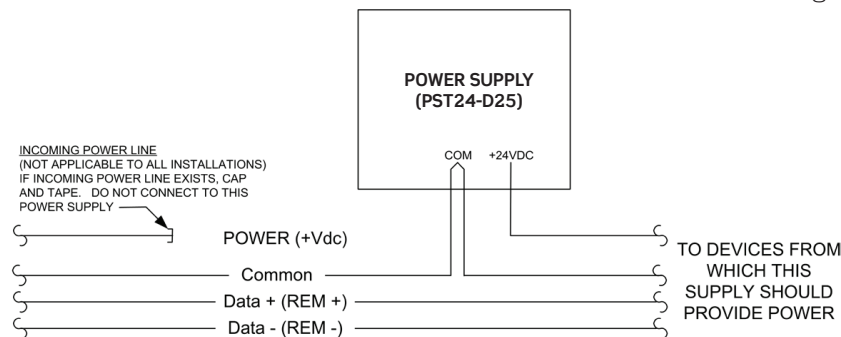 POWER SUPPLY
(PST24-D25)
COM +24VDC
INCOMING POWER LINE
(NOT APPLICABLE TO ALL INSTALLATIONS)
IF INCOMING POWER LINE EXISTS, CAP
AND TAPE. DO NOT CONNECT TO THIS
POWER SUPPLY
POWER (+Vdc)
Common
Data + (REM +)
Data - (REM -)
TO DEVICES FROM
WHICH THIS
SUPPLY SHOULD
PROVIDE POWER